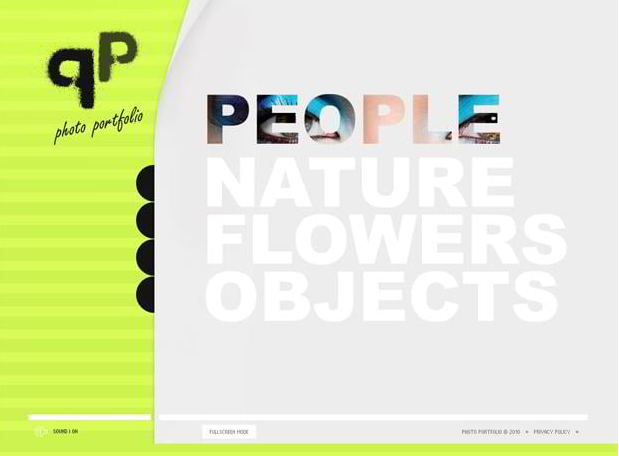 qp
photo portfolio
PEOPLE
NATURE
FLOWERS
OBJECTS
SOUND | ON
FULLSCREEN MODE
PHOTO PORTFOLIO © 2010 • PRIVACY POLICY •